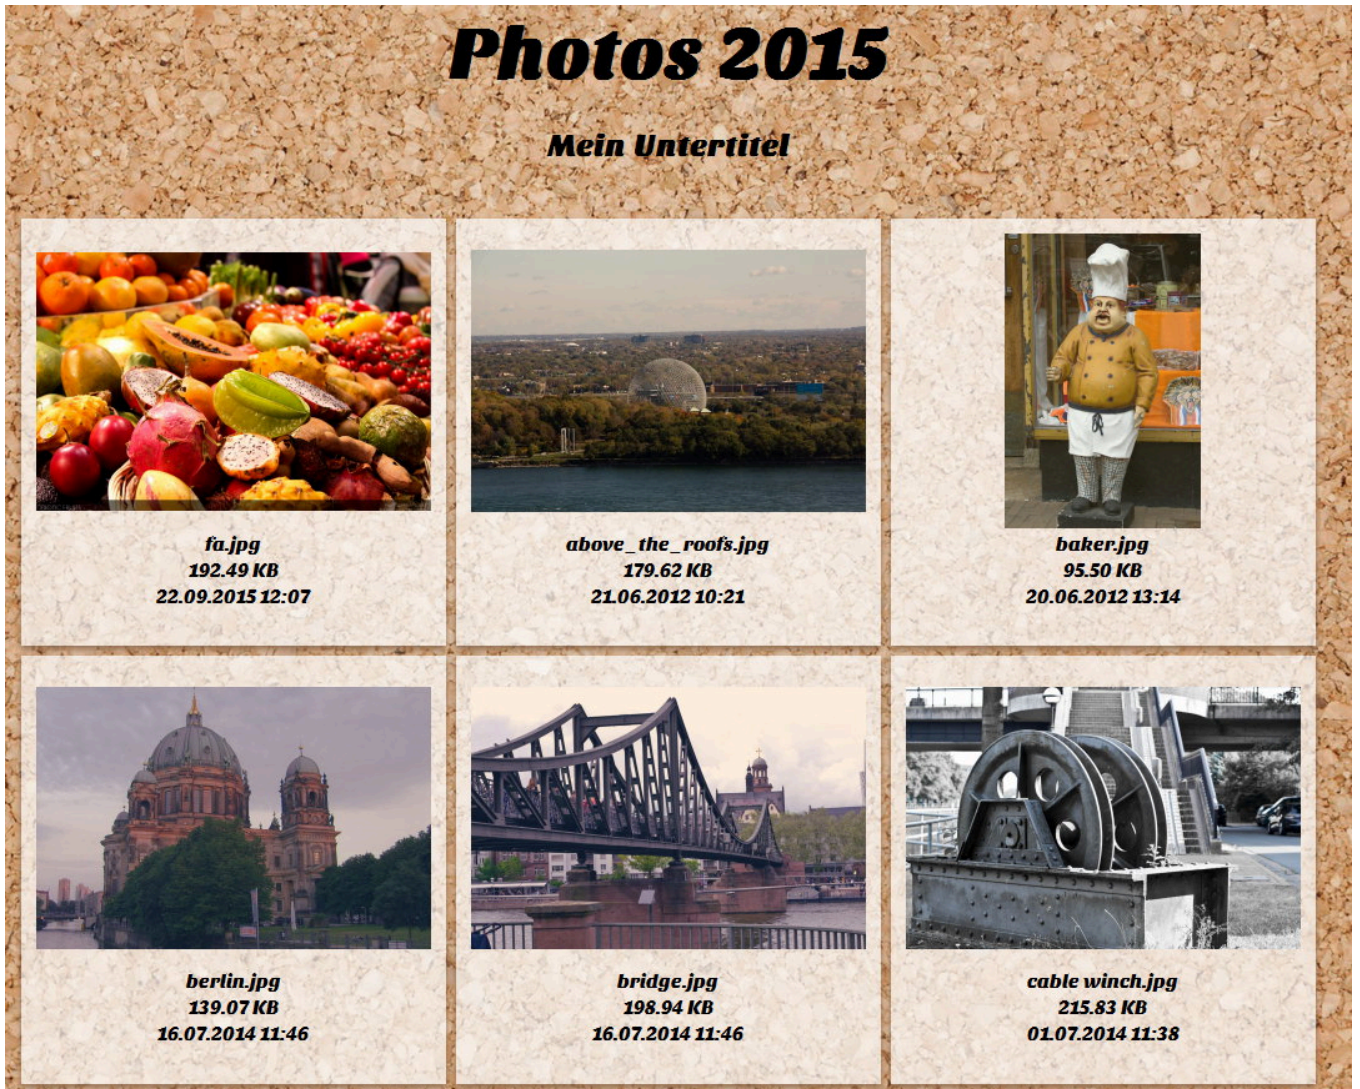 Photos 2015
Mein Untertitel
fa.jpg
192.49 KB
22.09.2015 12:07
above_the_roofs.jpg
179.62 KB
21.06.2012 10:21
baker.jpg
95.50 KB
20.06.2012 13:14
berlin.jpg
139.07 KB
16.07.2014 11:46
bridge.jpg
198.94 KB
16.07.2014 11:46
cable winch.jpg
215.83 KB
01.07.2014 11:38